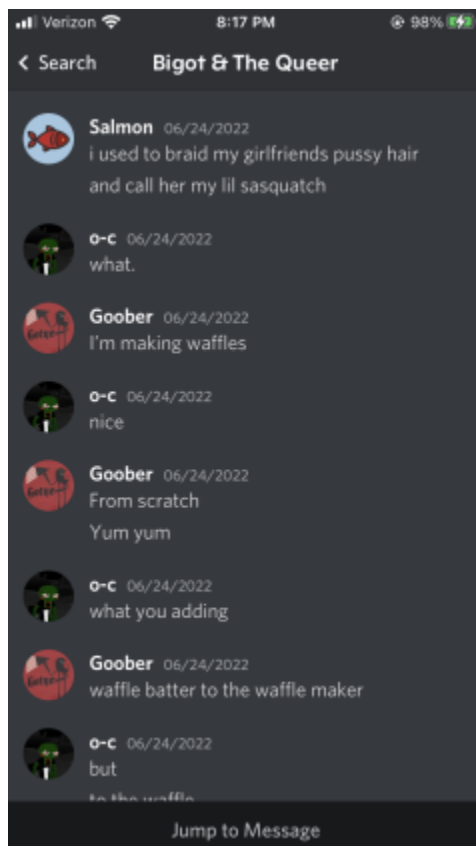 Verizon 8:17 PM 98%
Search Bigot & The Queer
Salmon 06/24/2022
i used to braid my girlfriends pussy hair
and call her my lil sasquatch
o-c 06/24/2022
what.
Goober 06/24/2022
I'm making waffles
o-c 06/24/2022
nice
Goober 06/24/2022
From scratch
Yum yum
o-c 06/24/2022
what you adding
Goober 06/24/2022
waffle batter to the waffle maker
o-c 06/24/2022
but
to the waffle
Jump to Message